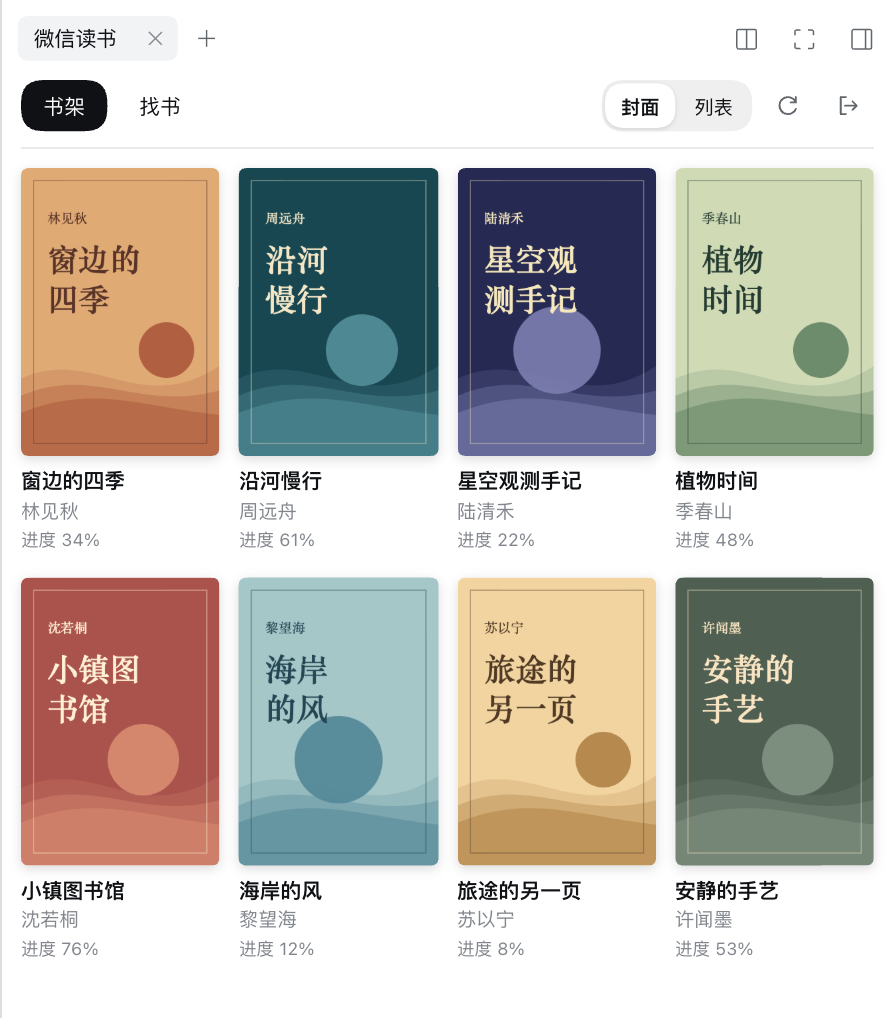 微信读书
书架
找书
封面
列表
林见秋
窗边的
四季
周远舟
沿河
慢行
陆清禾
星空观
测手记
季春山
植物
时间
窗边的四季
林见秋
进度 34%
沿河慢行
周远舟
进度 61%
星空观测手记
陆清禾
进度 22%
植物时间
季春山
进度 48%
沈若桐
小镇图
书馆
黎望海
海岸
的风
苏以宁
旅途的
另一页
许闻墨
安静的
手艺
小镇图书馆
沈若桐
进度 76%
海岸的风
黎望海
进度 12%
旅途的另一页
苏以宁
进度 8%
安静的手艺
许闻墨
进度 53%